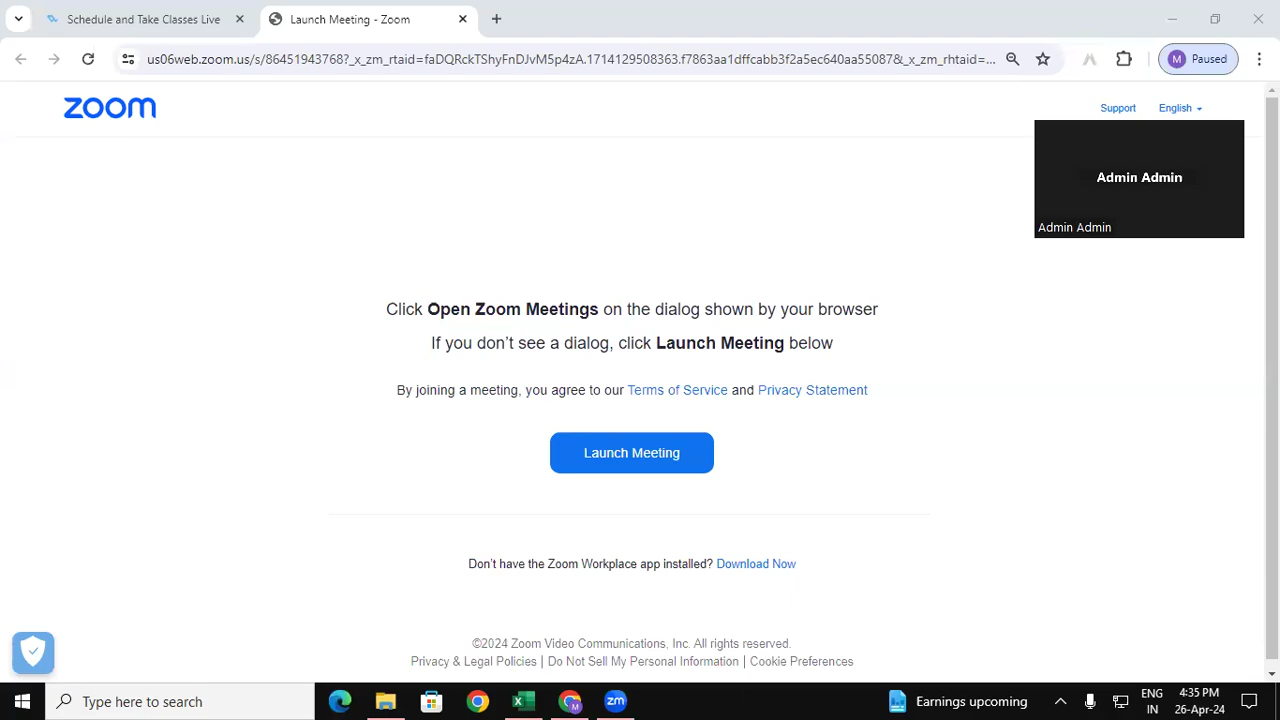 Schedule and Take Classes Live
Launch Meeting - Zoom
us06web.zoom.us/s/86451943768?_x_zm_rtaid=faDQRckTShyFnDJvM5p4zA.1714129508363.f7863aa1dffcabb3f2a5ec640aa55087&_x_zm_rhtaid=...
M Paused
zoom
Support English
Admin Admin
Admin Admin
Click Open Zoom Meetings on the dialog shown by your browser
If you don’t see a dialog, click Launch Meeting below
By joining a meeting, you agree to our Terms of Service and Privacy Statement
Launch Meeting
Don’t have the Zoom Workplace app installed? Download Now
©2024 Zoom Video Communications, Inc. All rights reserved.
Privacy & Legal Policies | Do Not Sell My Personal Information | Cookie Preferences
Type here to search
M
zm
Earnings upcoming
ENG
IN
4:35 PM
26-Apr-24